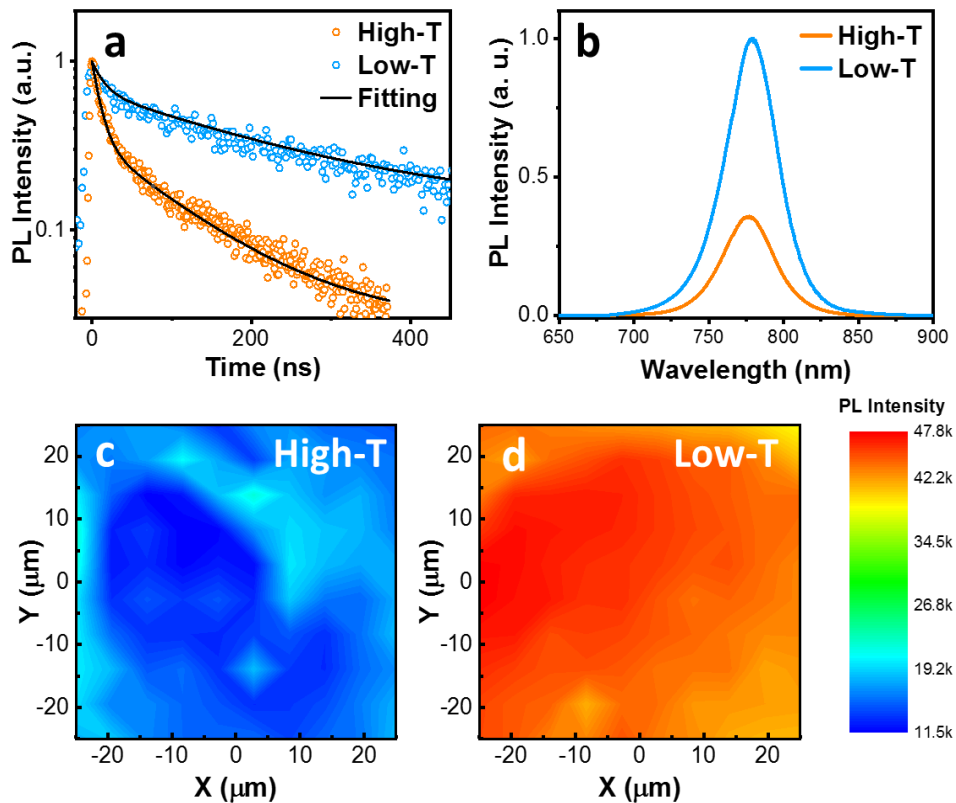 a
High-T
Low-T
Fitting
PL Intensity (a.u.)
1
0.1
0
200
400
Time (ns)
b
High-T
Low-T
PL Intensity (a. u.)
1.0
0.5
0.0
650
700
750
800
850
900
Wavelength (nm)
c
High-T
Y (μm)
20
10
0
-10
-20
-20
-10
0
10
20
X (μm)
d
Low-T
Y (μm)
20
10
0
-10
-20
-20
-10
0
10
20
X (μm)
PL Intensity
47.8k
42.2k
34.5k
26.8k
19.2k
11.5k